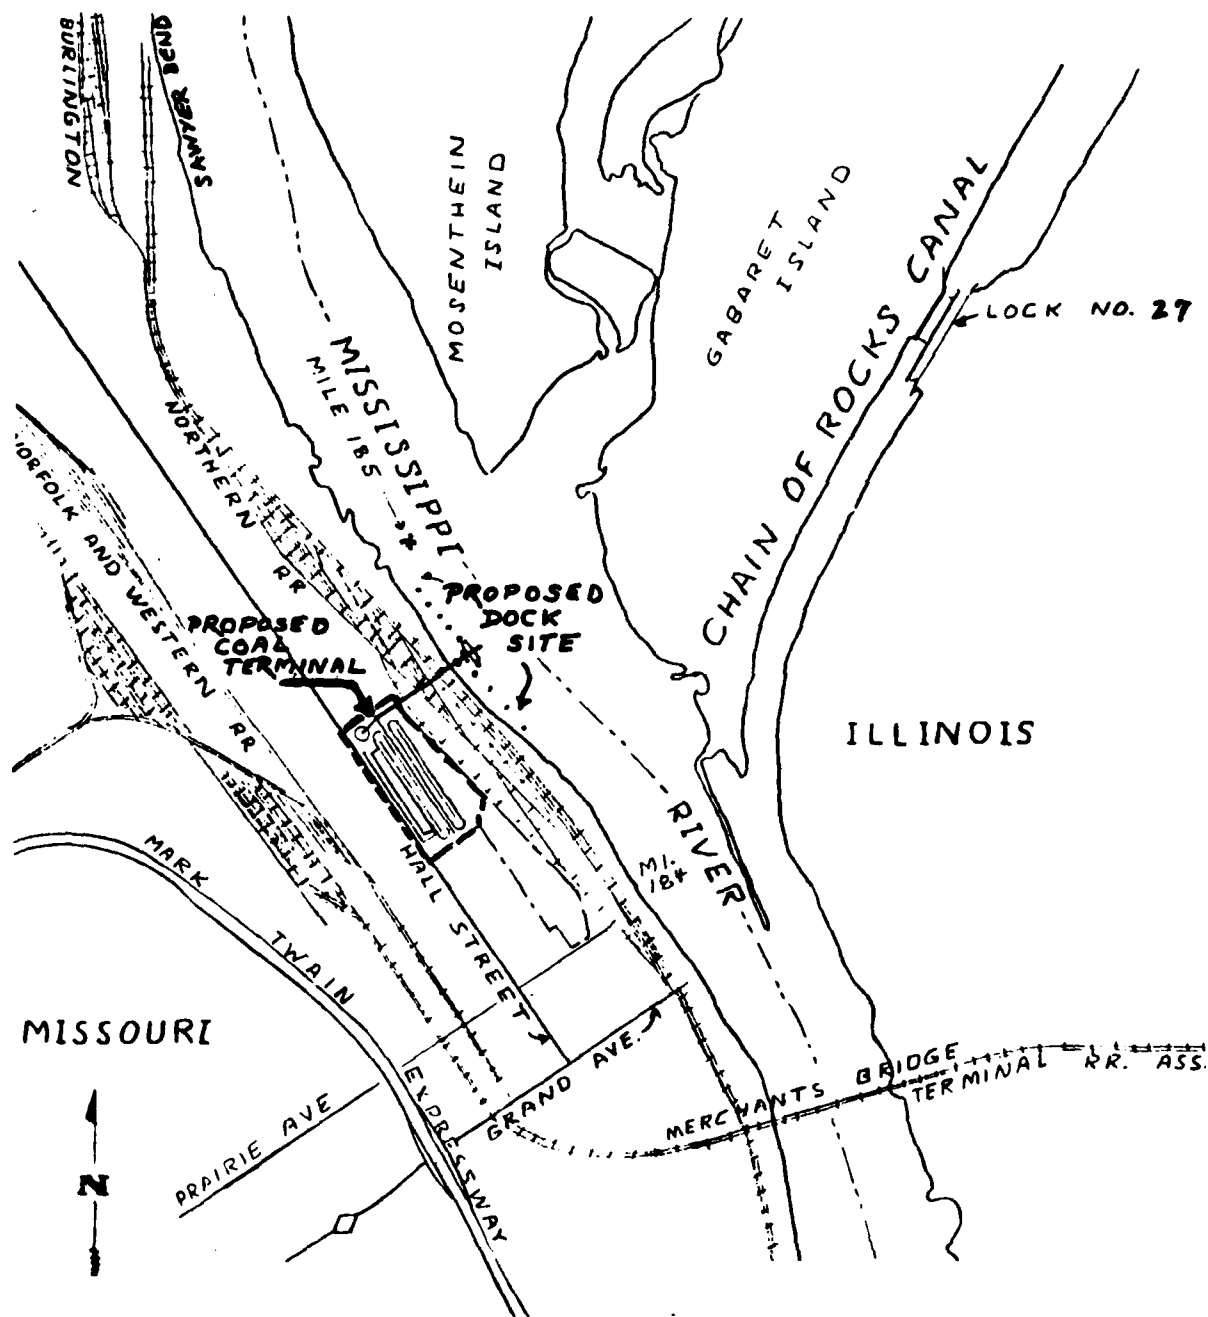 BURLINGTON
SAWYER BEND
MOSENTHEIN
ISLAND
GABARET
ISLAND
CHAIN OF ROCKS CANAL
LOCK NO. 27
MISSISSIPPI
MILE 185
NORTHERN
RR
NORFOLK AND WESTERN RR
PROPOSED
DOCK
SITE
PROPOSED
COAL
TERMINAL
ILLINOIS
RIVER
MI.
184
HALL STREET
MARK
TWAIN
EXPRESSWAY
MISSOURI
GRAND AVE.
PRAIRIE AVE
MERCHANTS BRIDGE
TERMINAL RR. ASS.
N